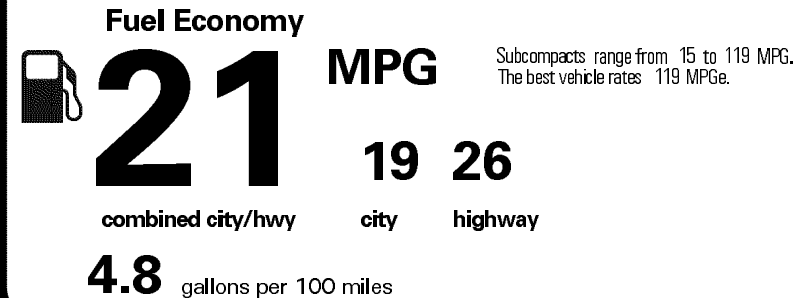 Fuel Economy
21 MPG
Subcompacts range from 15 to 119 MPG.
The best vehicle rates 119 MPGe.
19 26
combined city/hwy city highway
4.8 gallons per 100 miles